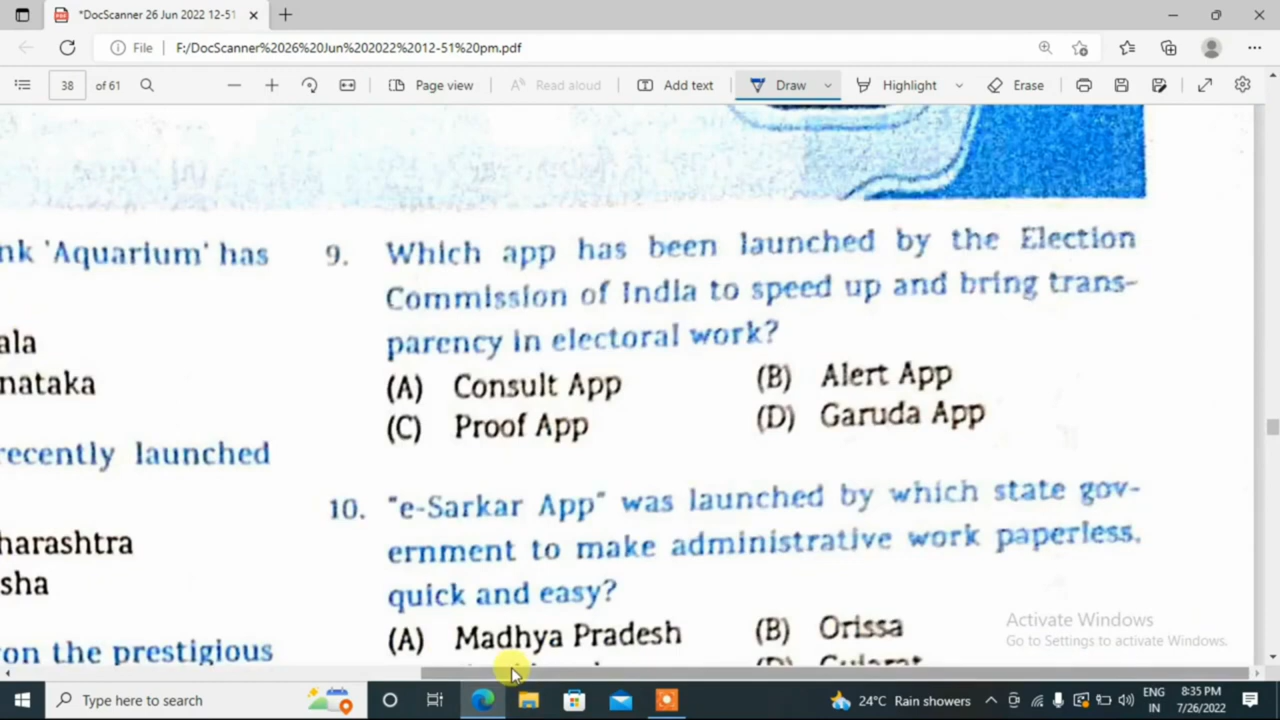 *DocScanner 26 Jun 2022 12-51
File F:/DocScanner%2026%20Jun%202022%2012-51%20pm.pdf
38 of 61 Page view Read aloud Add text Draw Highlight Erase
nk 'Aquarium' has
ala
nataka
recently launched
harashtra
sha
on the prestigious
9. Which app has been launched by the Election
Commission of India to speed up and bring trans-
parency in electoral work?
(A) Consult App (B) Alert App
(C) Proof App (D) Garuda App
10. "e-Sarkar App" was launched by which state gov-
ernment to make administrative work paperless,
quick and easy?
(A) Madhya Pradesh (B) Orissa
(D) Gujarat
Activate Windows
Go to Settings to activate Windows.
Type here to search
24°C Rain showers
ENG
IN
8:35 PM
7/26/2022